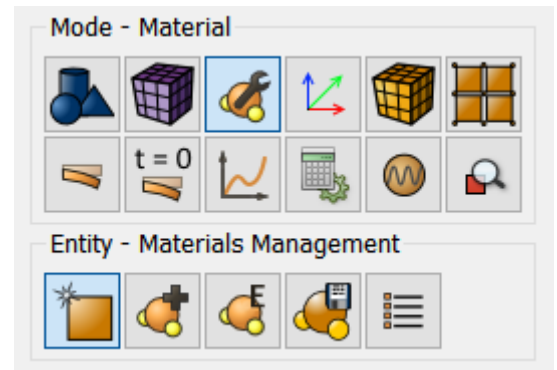 Mode - Material
t = 0
Entity - Materials Management
E